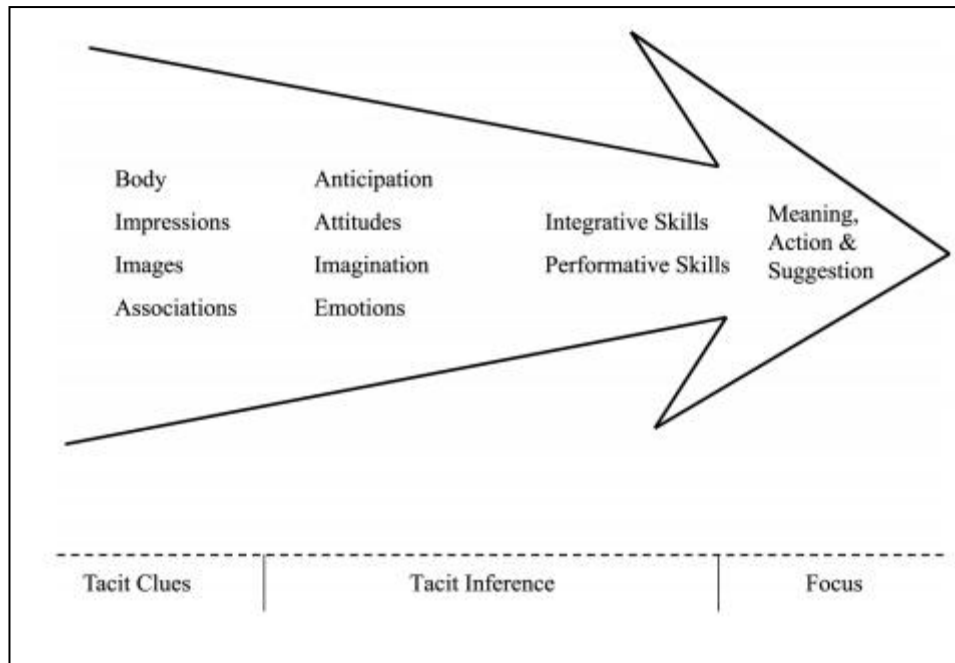 Body
Impressions
Images
Associations
Anticipation
Attitudes
Imagination
Emotions
Integrative Skills
Performative Skills
Meaning,
Action &
Suggestion
Tacit Clues
Tacit Inference
Focus